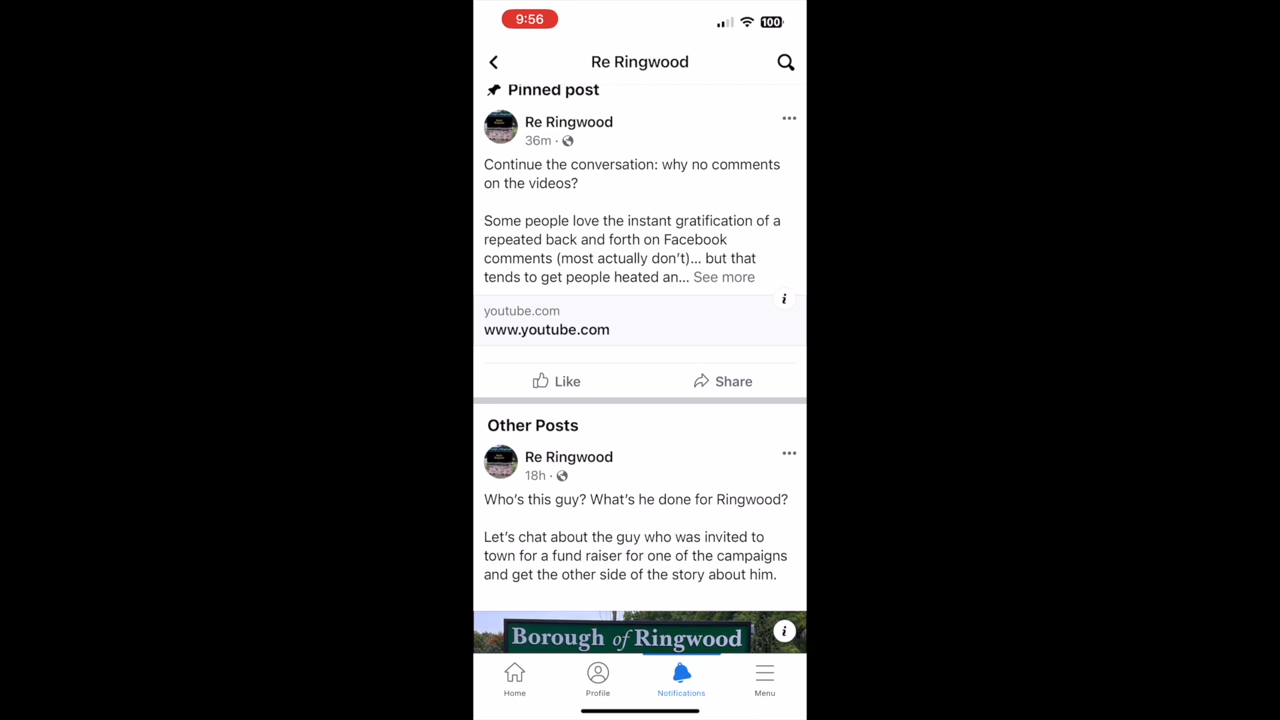 9:56
100
Re Ringwood
Pinned post
Re Ringwood
36m ·
Continue the conversation: why no comments
on the videos?
Some people love the instant gratification of a
repeated back and forth on Facebook
comments (most actually don’t)... but that
tends to get people heated an... See more
youtube.com
www.youtube.com
Like
Share
Other Posts
Re Ringwood
18h ·
Who’s this guy? What’s he done for Ringwood?
Let’s chat about the guy who was invited to
town for a fund raiser for one of the campaigns
and get the other side of the story about him.
Borough of Ringwood
Home
Profile
Notifications
Menu